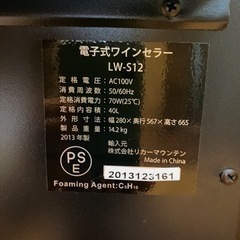 電子式ワインセラー
LW-S12
定格電圧:AC100V
消費周波数:50/60Hz
定格消費電力:70W(25℃)
定格内容積:40L
外形寸法:幅280×奥行567×高さ665
製品重量:14.2kg
2013年製
輸入元
株式会社リカーマウンテン
Made in China
PS
E
2013123161
Foaming Agent:C₅H₁₀